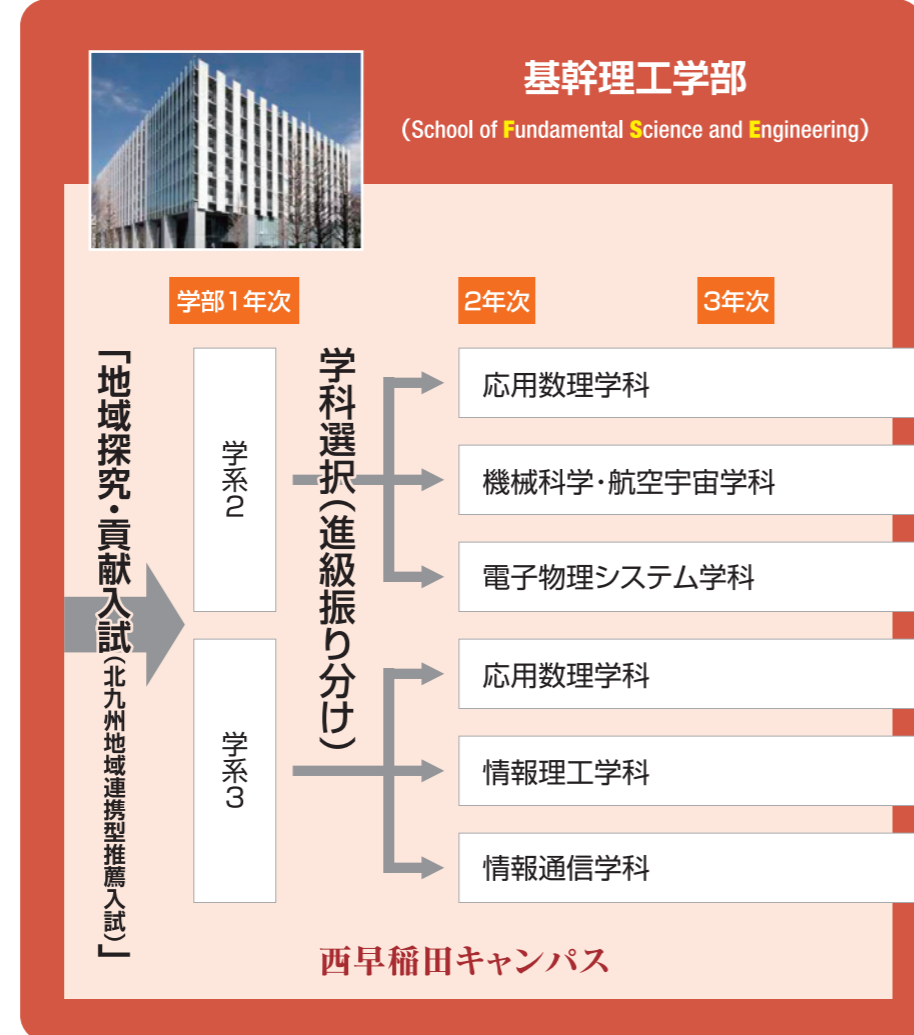 基幹理工学部
(School of Fundamental Science and Engineering)
学部1年次
2年次
3年次
「地域探究・貢献入試(北九州地域連携型推薦入試)」
学系2
学科選択(進級振り分け)
応用数理学科
機械科学・航空宇宙学科
電子物理システム学科
学系3
応用数理学科
情報理工学科
情報通信学科
西早稲田キャンパス